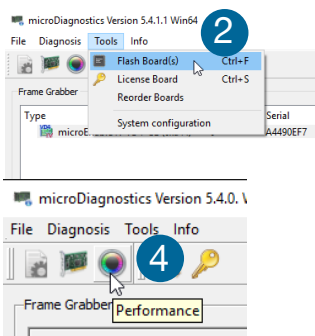 microDiagnostics Version 5.4.1.1 Win64
2
File Diagnosis Tools Info
Flash Board(s) Ctrl+F
License Board Ctrl+S
Reorder Boards
System configuration
Frame Grabber
Type Serial
A4490EF7
microDiagnostics Version 5.4.0.
File Diagnosis Tools Info
4
Frame Grabber
Performance